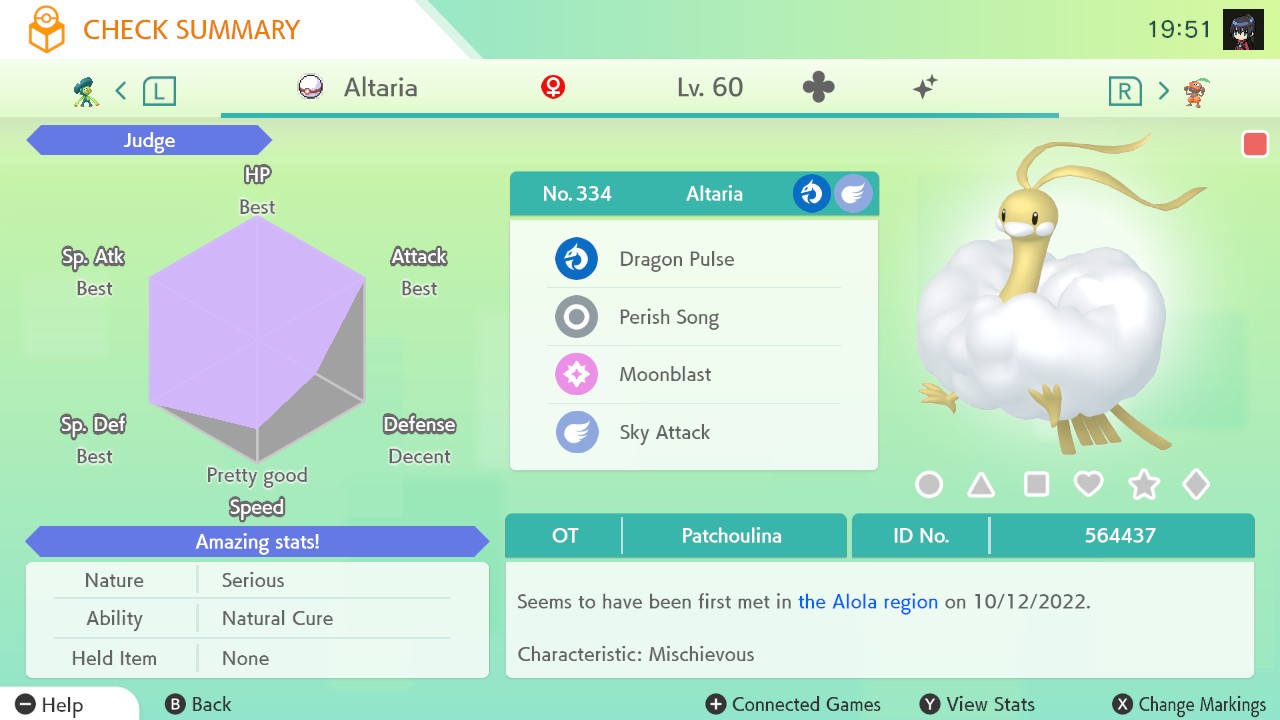 CHECK SUMMARY
19:51
L
Altaria
Lv. 60
R
Judge
HP
Best
Sp. Atk
Best
Attack
Best
Sp. Def
Best
Defense
Decent
Pretty good
Speed
Amazing stats!
Nature Serious
Ability Natural Cure
Held Item None
No. 334 Altaria
Dragon Pulse
Perish Song
Moonblast
Sky Attack
OT Patchoulina ID No. 564437
Seems to have been first met in the Alola region on 10/12/2022.
Characteristic: Mischievous
Help
B Back
Connected Games
Y View Stats
X Change Markings